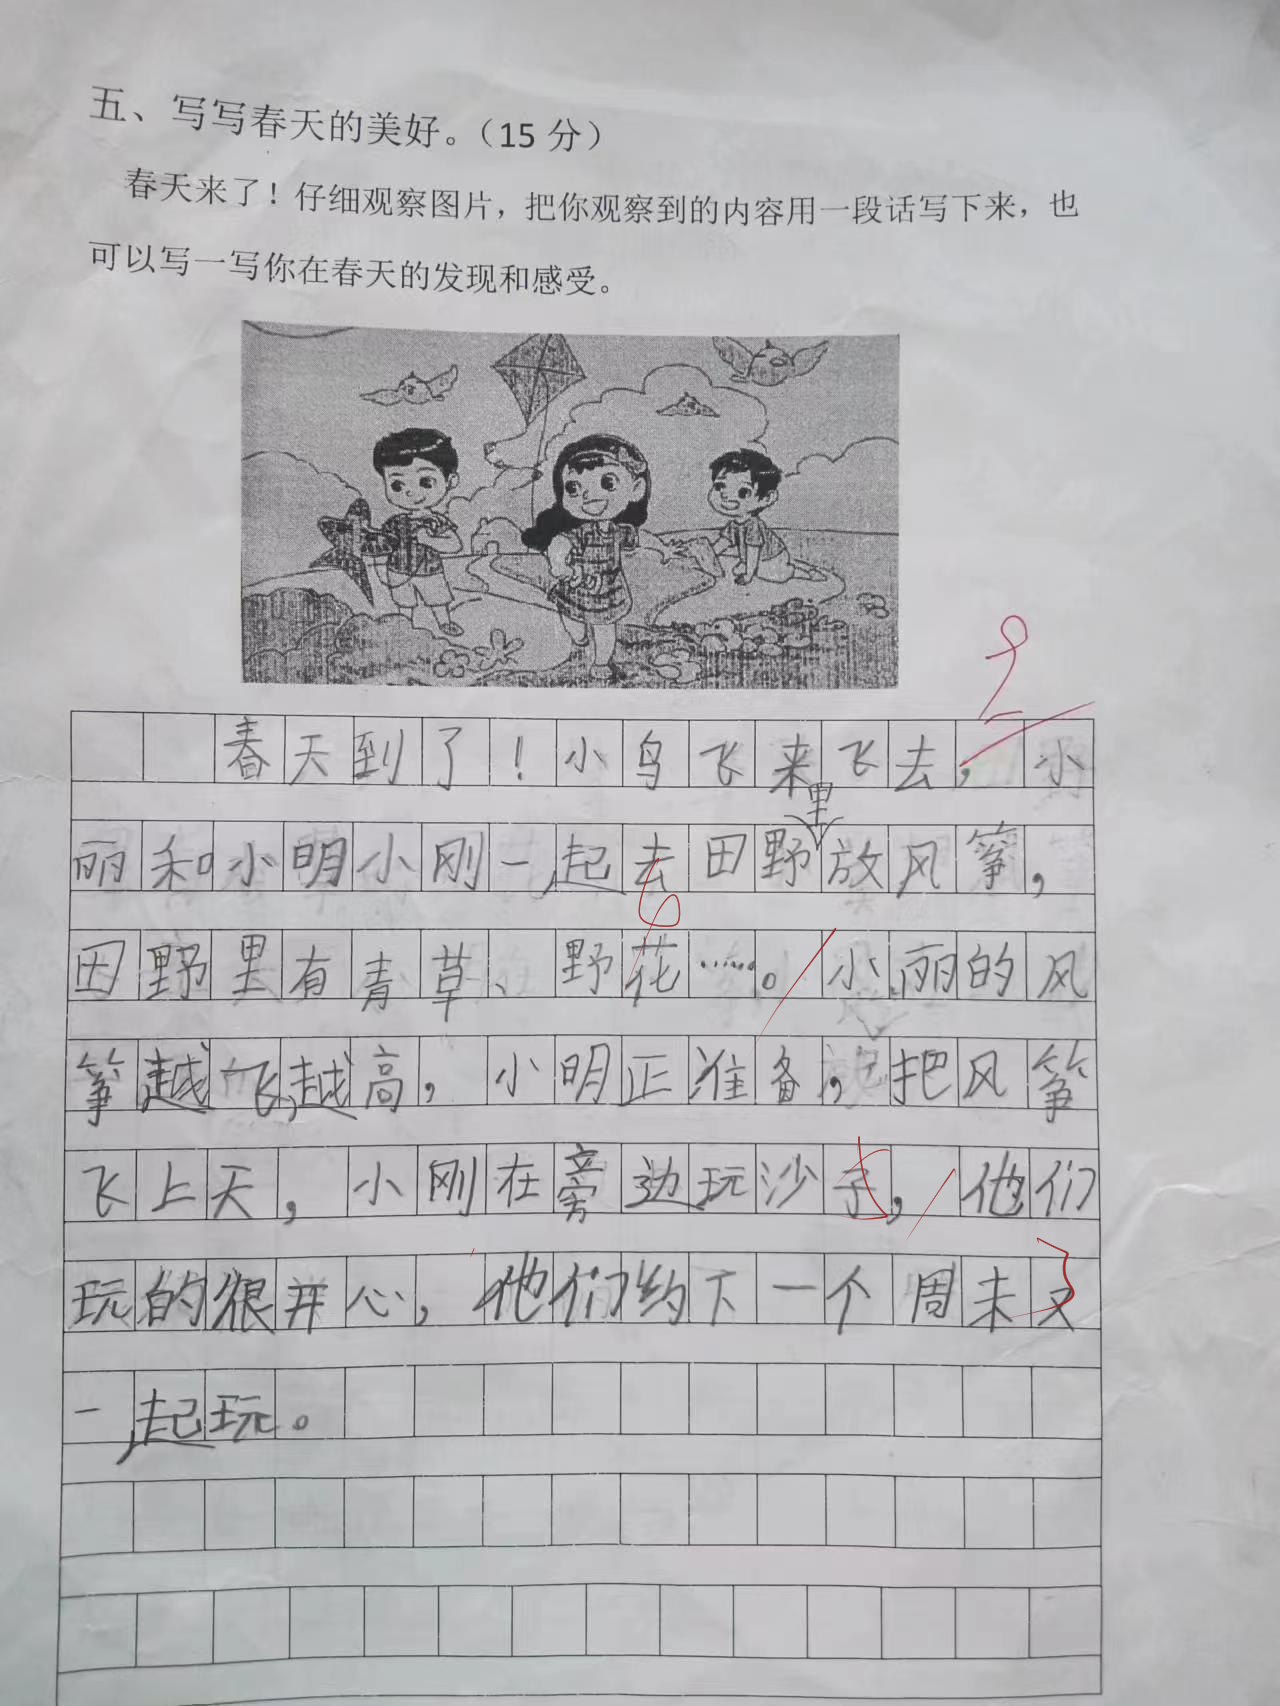 五、写写春天的美好。（15 分）
春天来了！仔细观察图片，把你观察到的内容用一段话写下来，也
可以写一写你在春天的发现和感受。
春天到了！小鸟飞来飞去，小
丽和小明小刚一起去田野里放风筝，
田野里有青草、野花……。小丽的风
筝越飞越高，小明正准备，把风筝
飞上天，小刚在旁边玩沙子，他们
玩的很开心，他们约下一个周末又
一起玩。